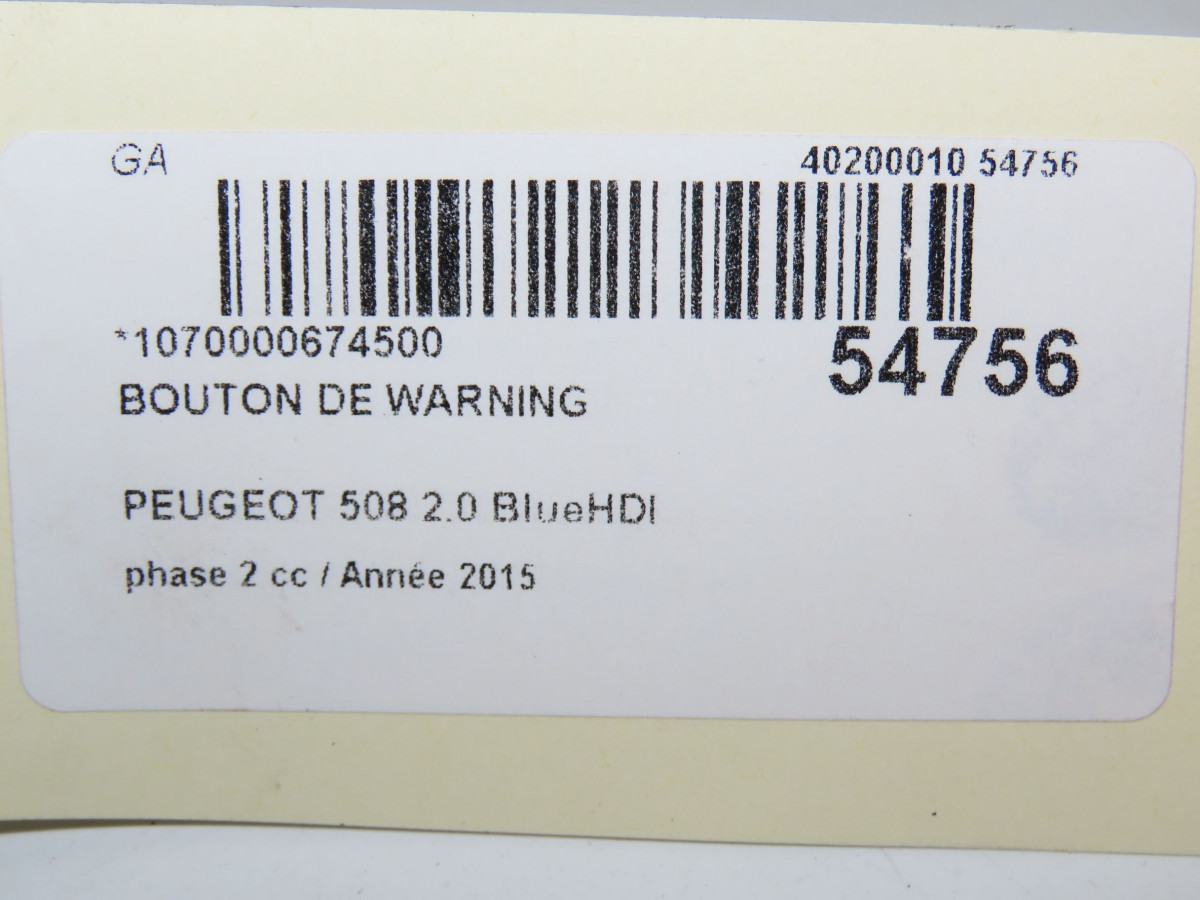 GA 40200010 54756
*1070000674500 54756
BOUTON DE WARNING
PEUGEOT 508 2.0 BlueHDI
phase 2 cc / Année 2015